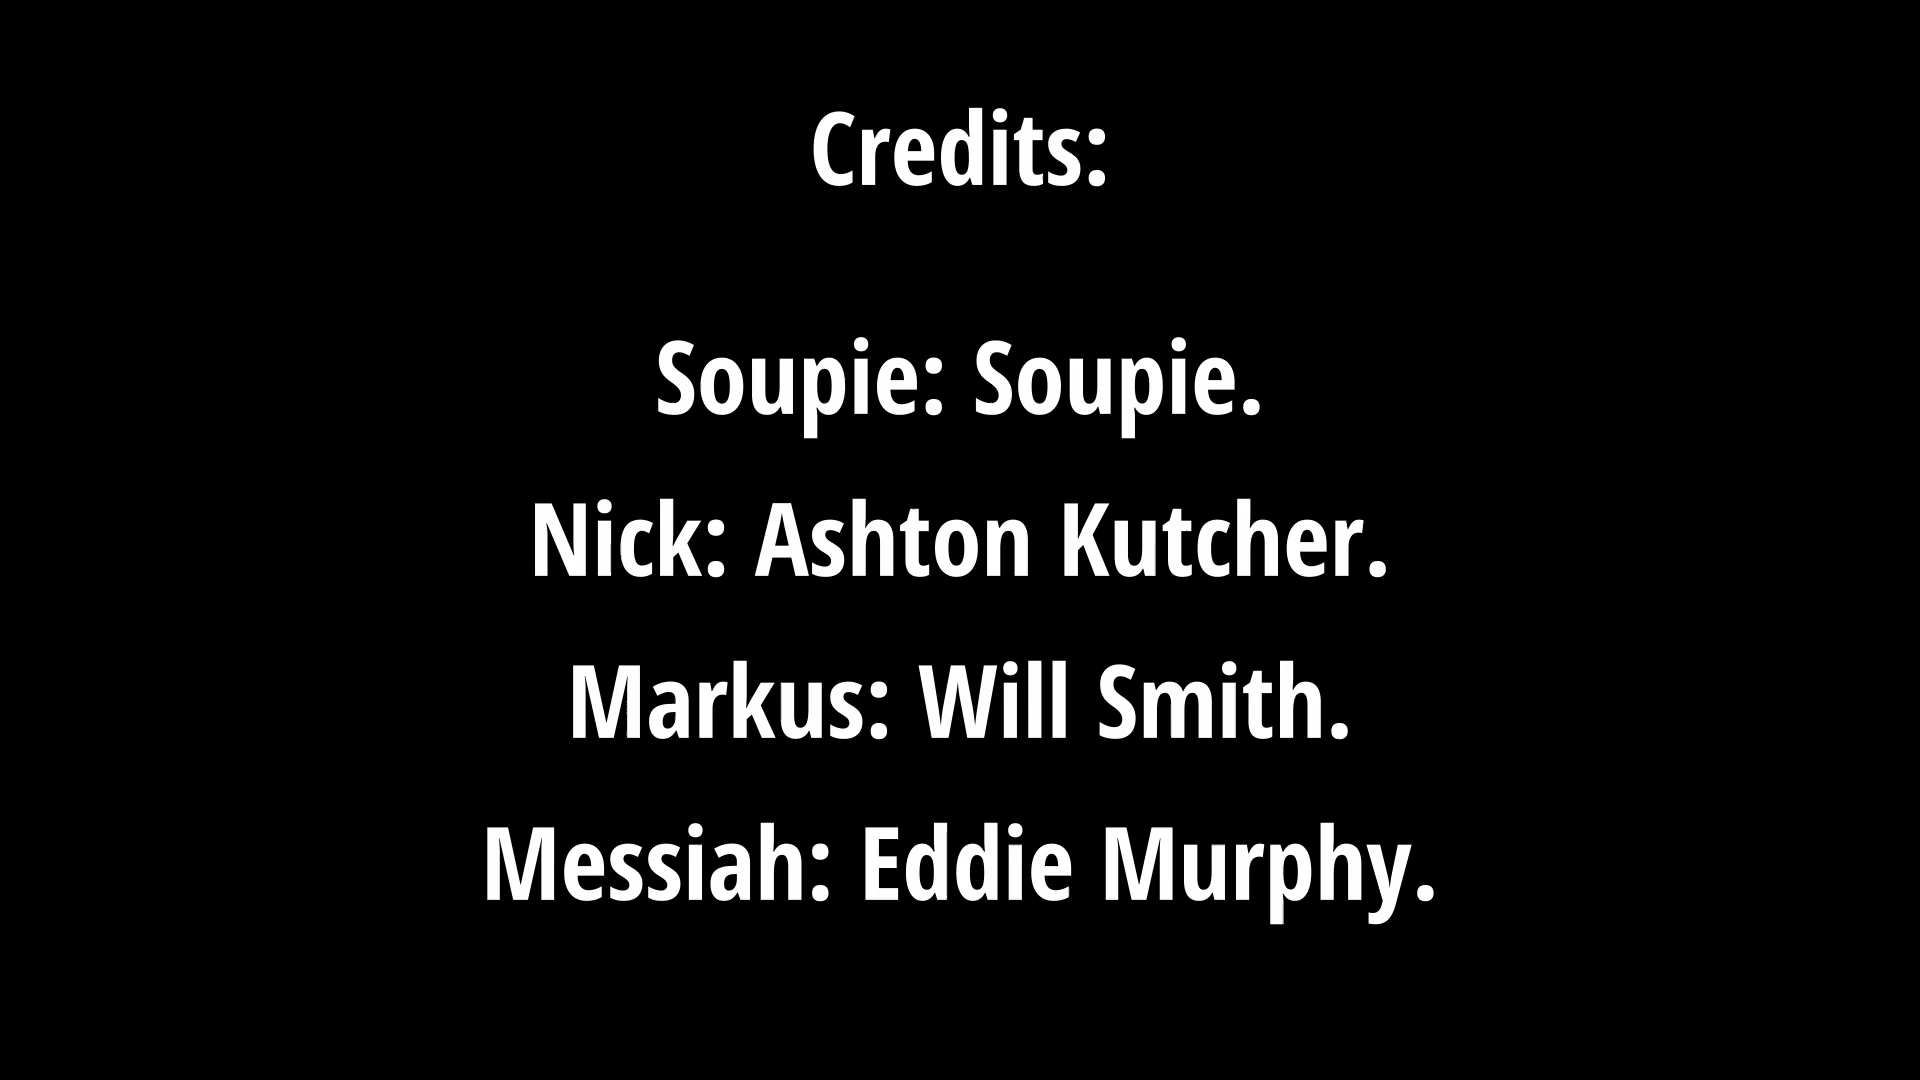 Credits:
Soupie: Soupie.
Nick: Ashton Kutcher.
Markus: Will Smith.
Messiah: Eddie Murphy.